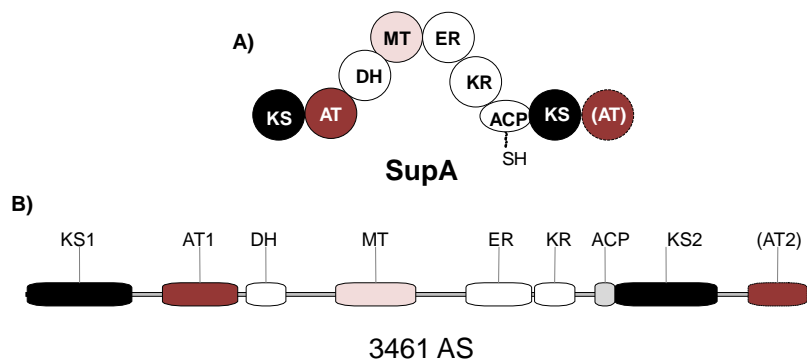 A)
KS AT DH MT ER KR ACP KS (AT)
SH
SupA
B)
KS1 AT1 DH MT ER KR ACP KS2 (AT2)
3461 AS